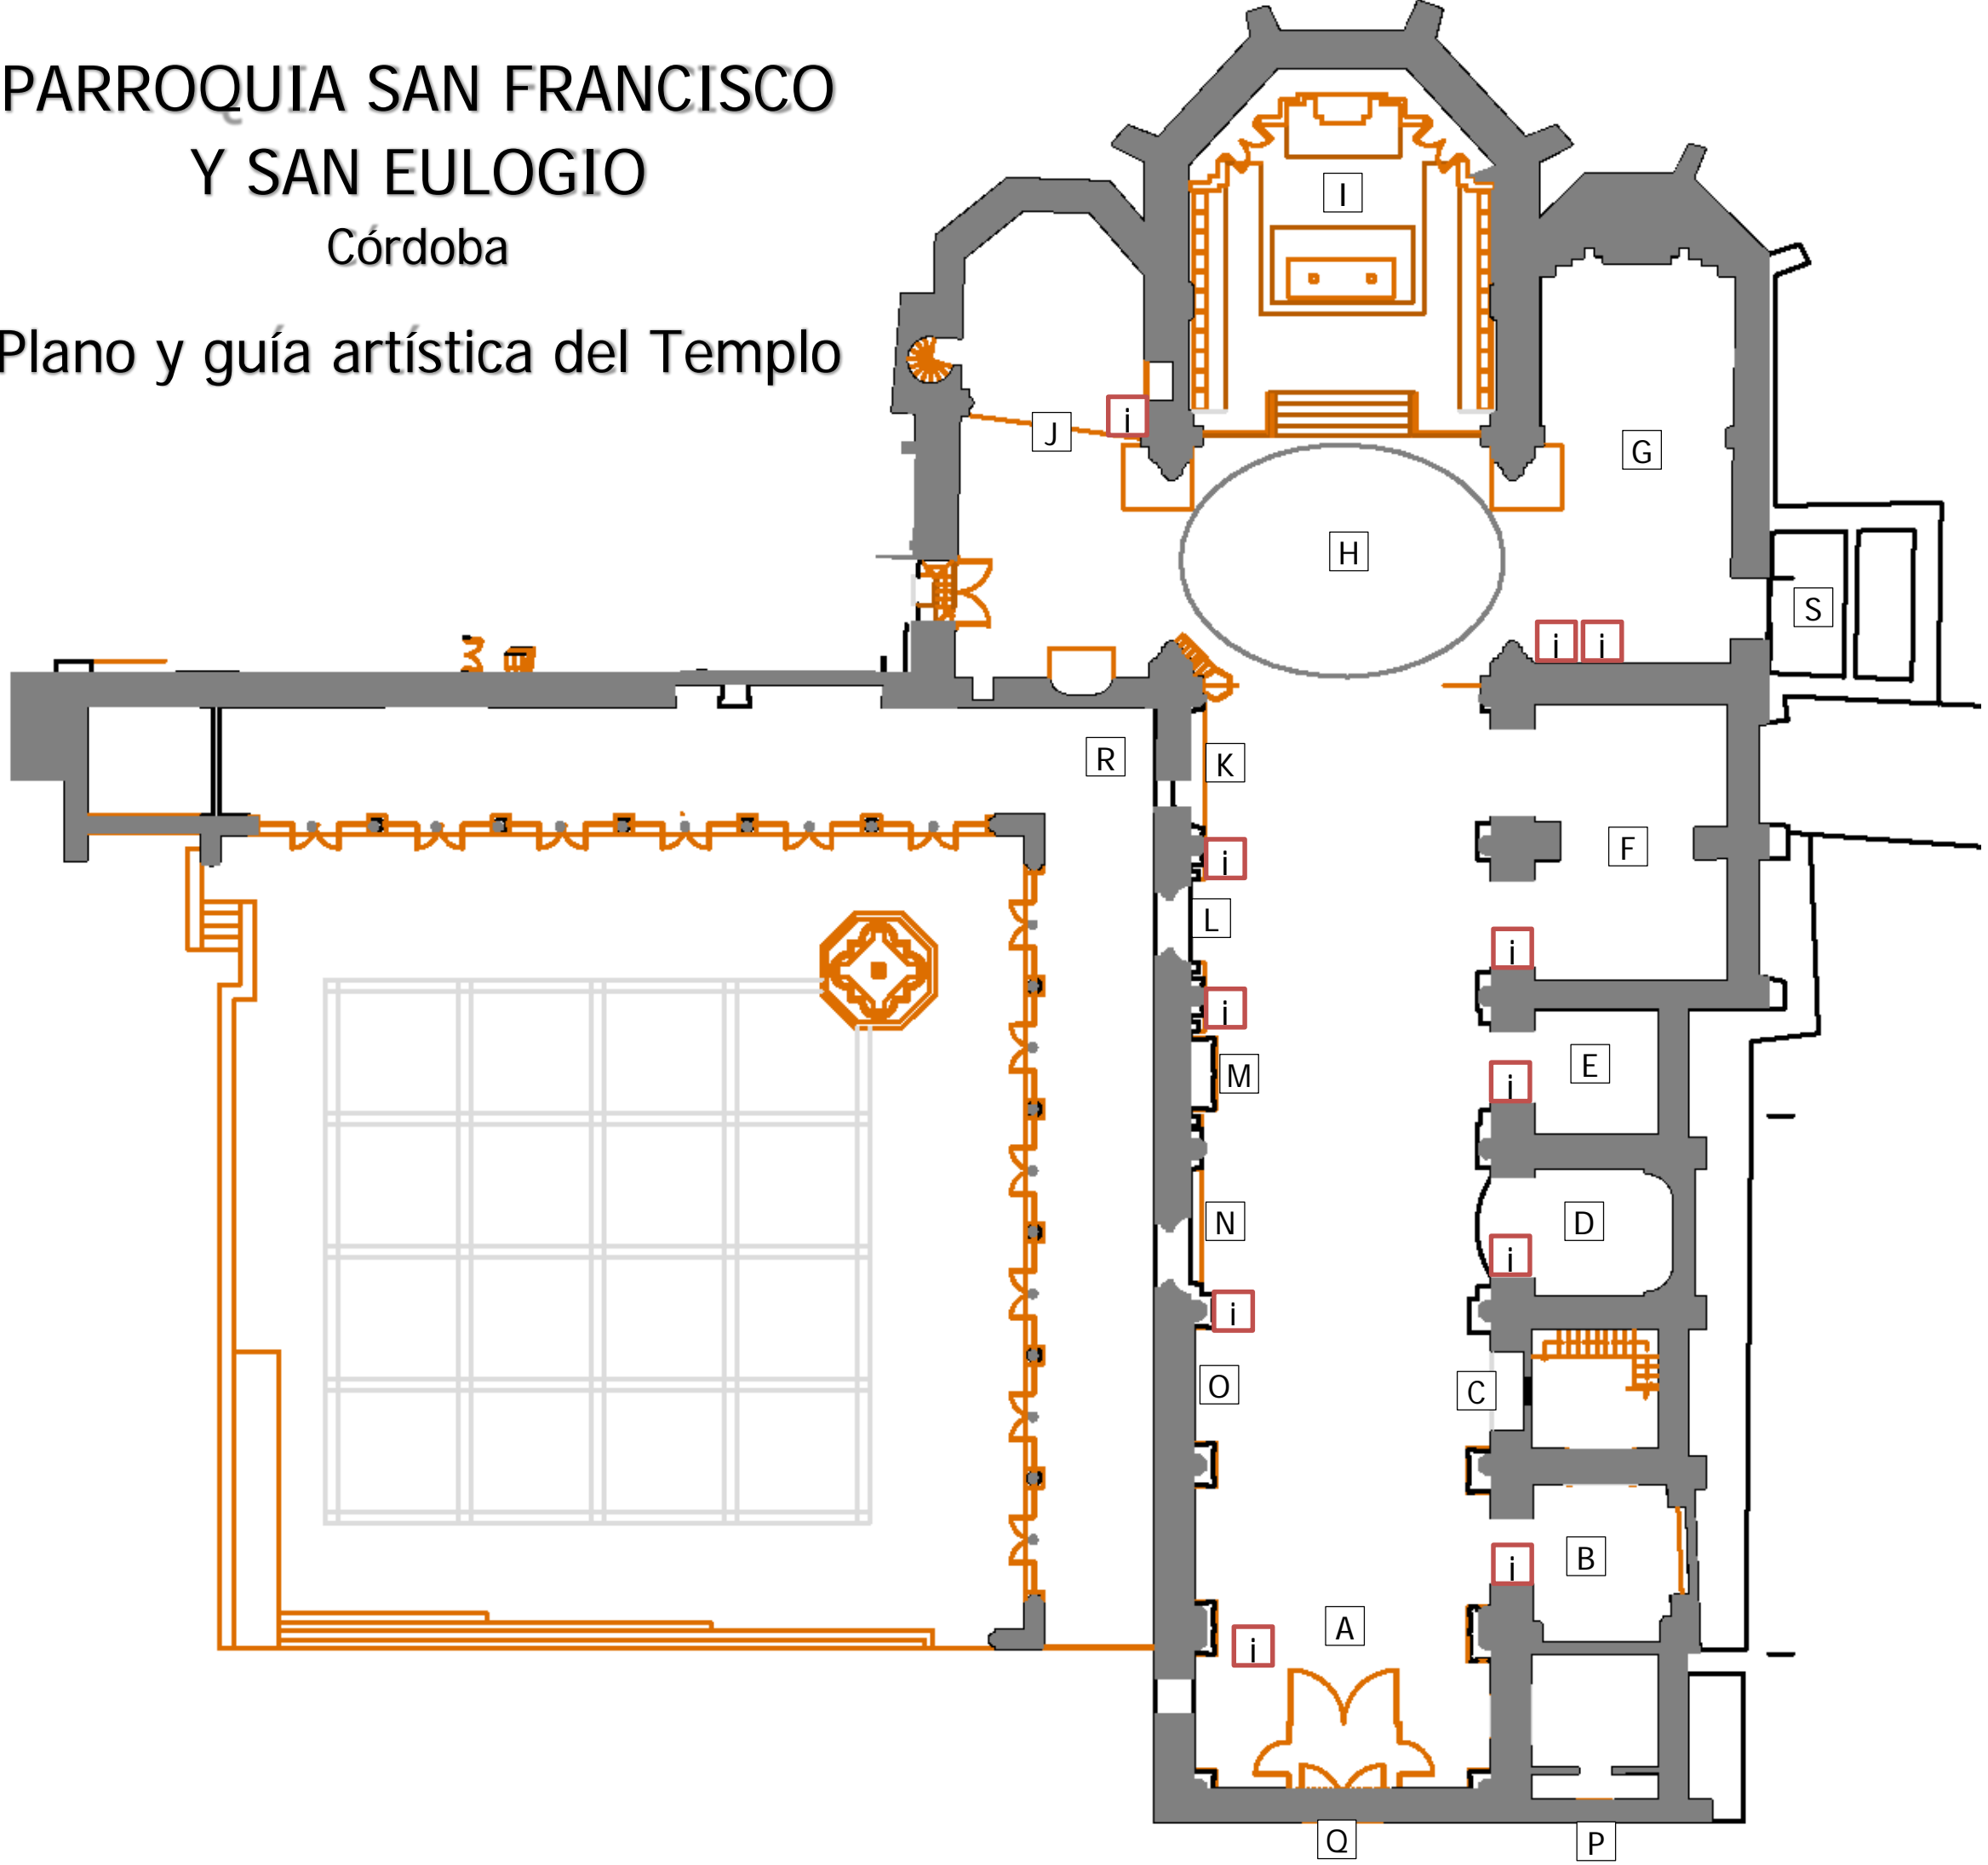 PARROQUIA SAN FRANCISCO
Y SAN EULOGIO
Córdoba
Plano y guía artística del Templo
I
i
J
G
H
S
i i
R
K
F
i
L
i
i
M
E
i
N
D
i
i
O
C
B
i
A
i
Q
P